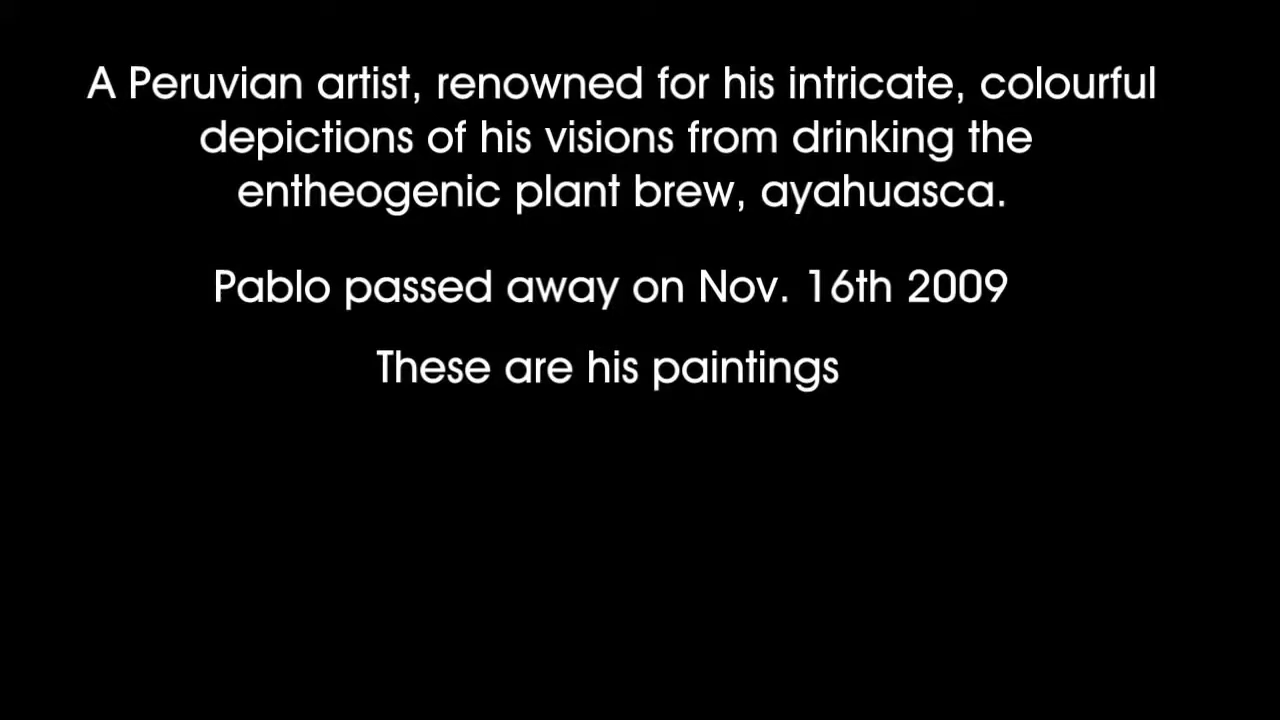 A Peruvian artist, renowned for his intricate, colourful
depictions of his visions from drinking the
entheogenic plant brew, ayahuasca.
Pablo passed away on Nov. 16th 2009
These are his paintings